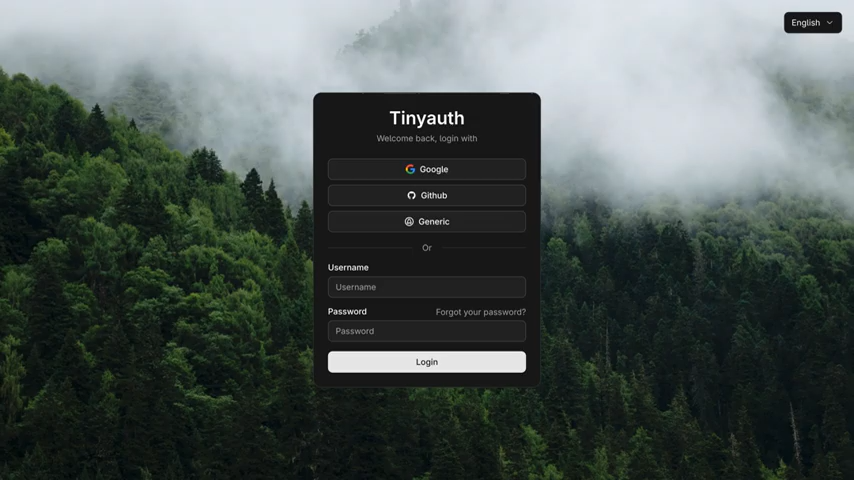 English
Tinyauth
Welcome back, login with
Google
Github
Generic
Or
Username
Username
Password Forgot your password?
Password
Login